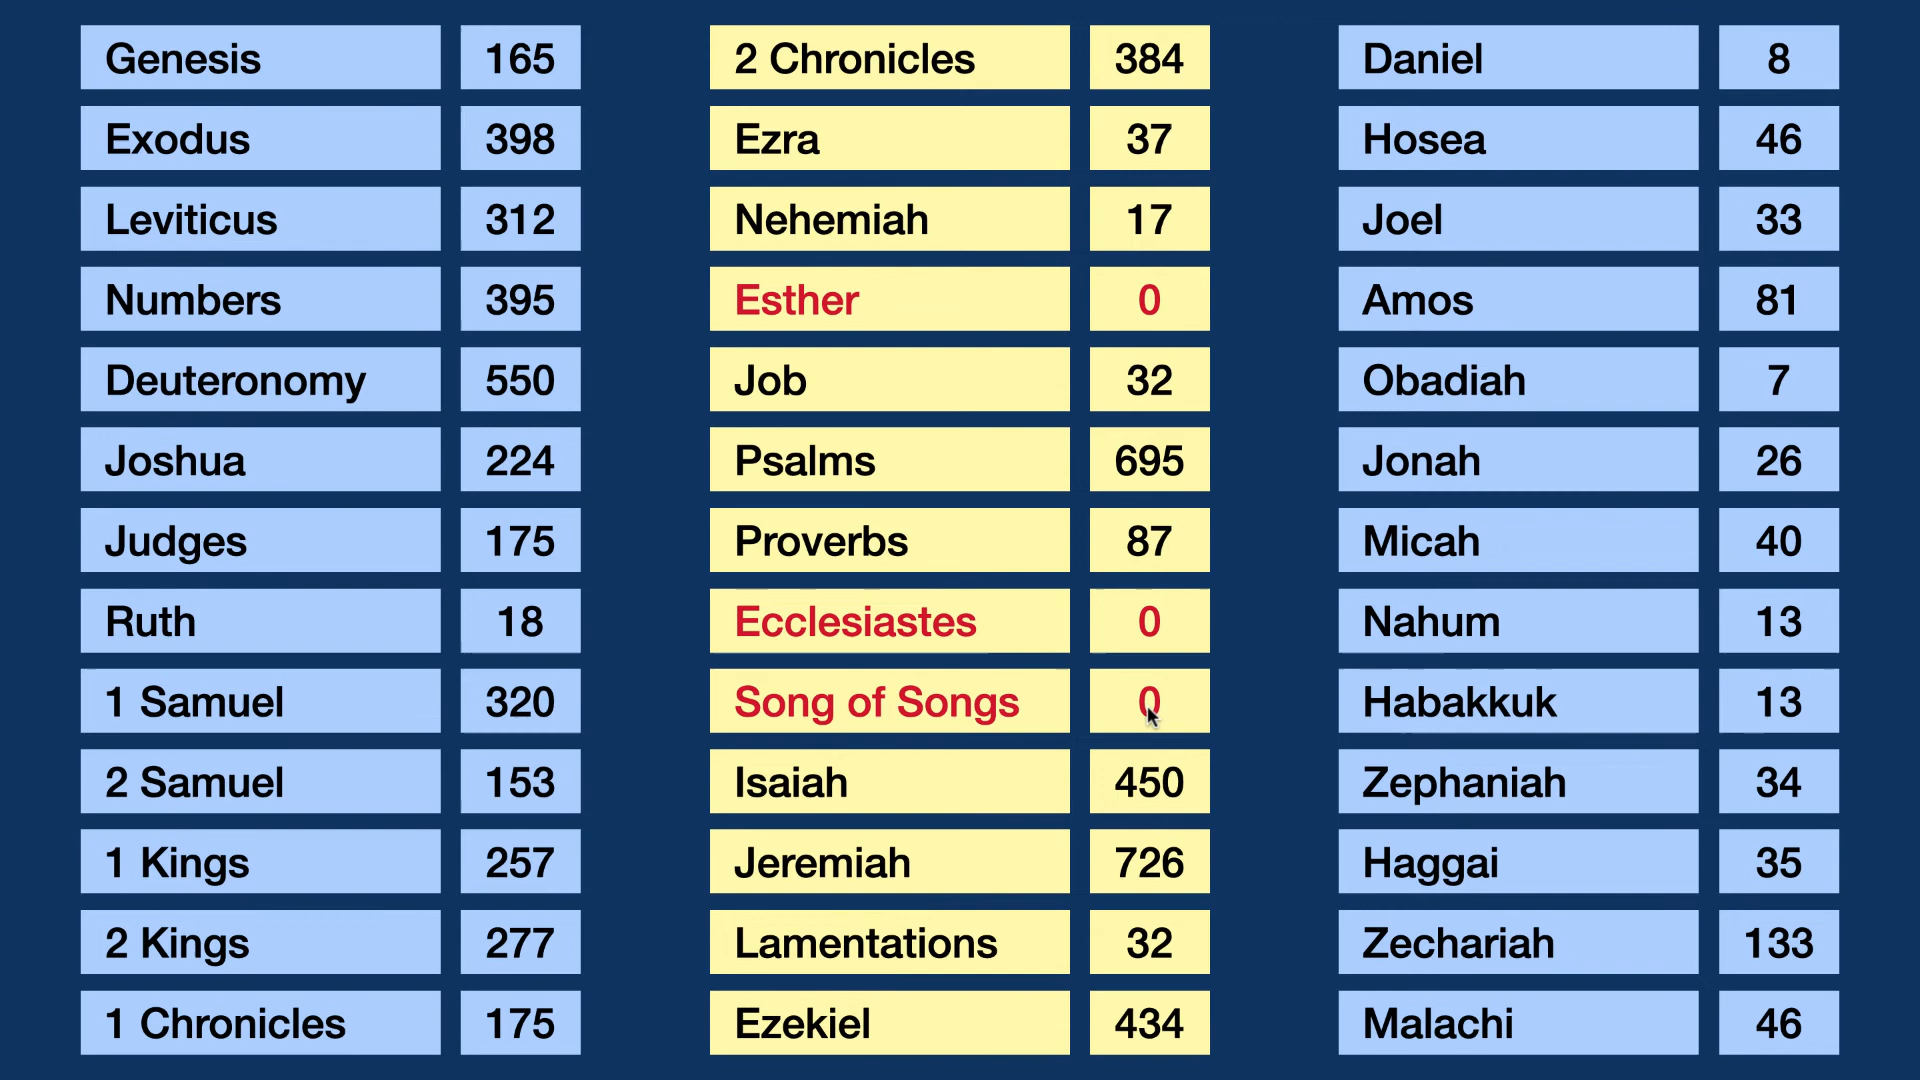 Genesis 165
Exodus 398
Leviticus 312
Numbers 395
Deuteronomy 550
Joshua 224
Judges 175
Ruth 18
1 Samuel 320
2 Samuel 153
1 Kings 257
2 Kings 277
1 Chronicles 175
2 Chronicles 384
Ezra 37
Nehemiah 17
Esther 0
Job 32
Psalms 695
Proverbs 87
Ecclesiastes 0
Song of Songs 0
Isaiah 450
Jeremiah 726
Lamentations 32
Ezekiel 434
Daniel 8
Hosea 46
Joel 33
Amos 81
Obadiah 7
Jonah 26
Micah 40
Nahum 13
Habakkuk 13
Zephaniah 34
Haggai 35
Zechariah 133
Malachi 46